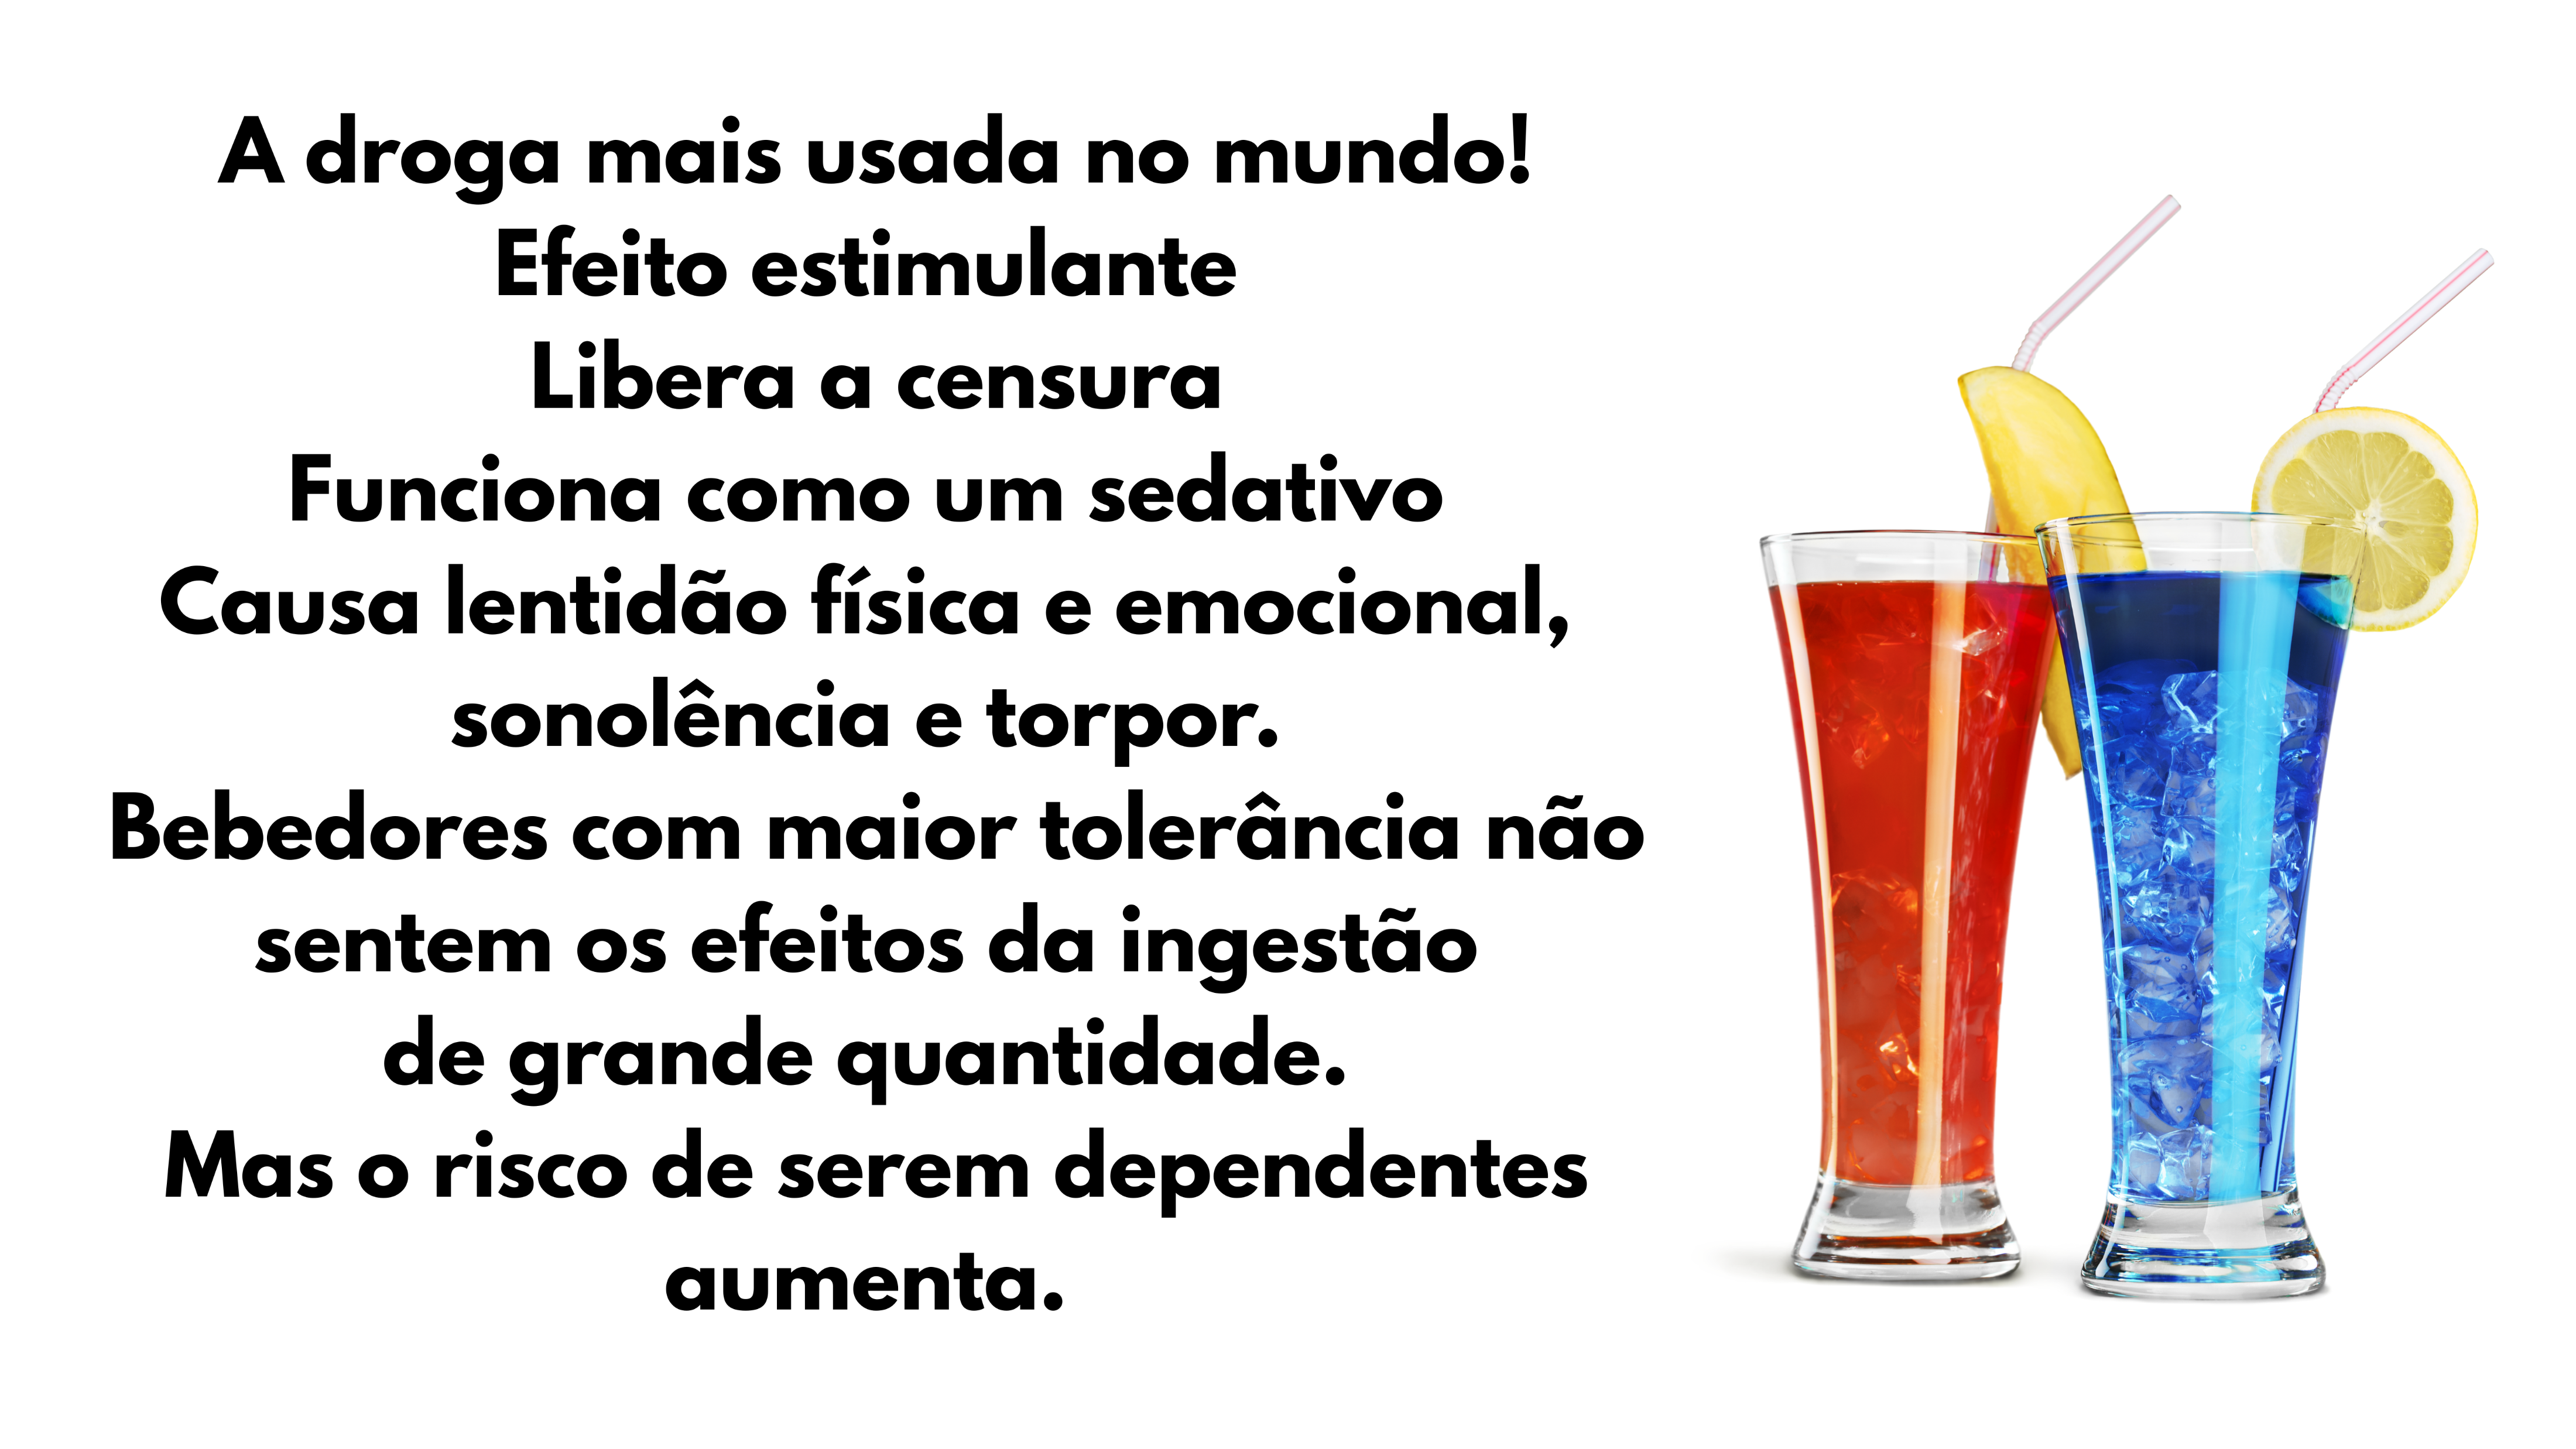 A droga mais usada no mundo!
Efeito estimulante
Libera a censura
Funciona como um sedativo
Causa lentidão física e emocional,
sonolência e torpor.
Bebedores com maior tolerância não
sentem os efeitos da ingestão
de grande quantidade.
Mas o risco de serem dependentes
aumenta.